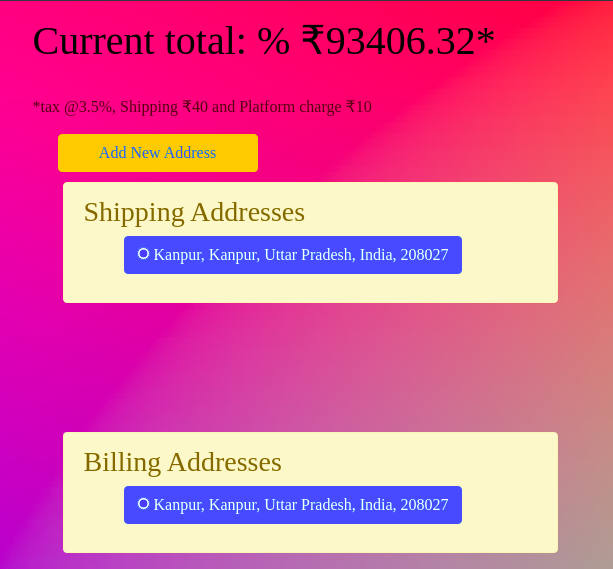 Current total: % ₹93406.32*
*tax @3.5%, Shipping ₹40 and Platform charge ₹10
Add New Address
Shipping Addresses
Kanpur, Kanpur, Uttar Pradesh, India, 208027
Billing Addresses
Kanpur, Kanpur, Uttar Pradesh, India, 208027